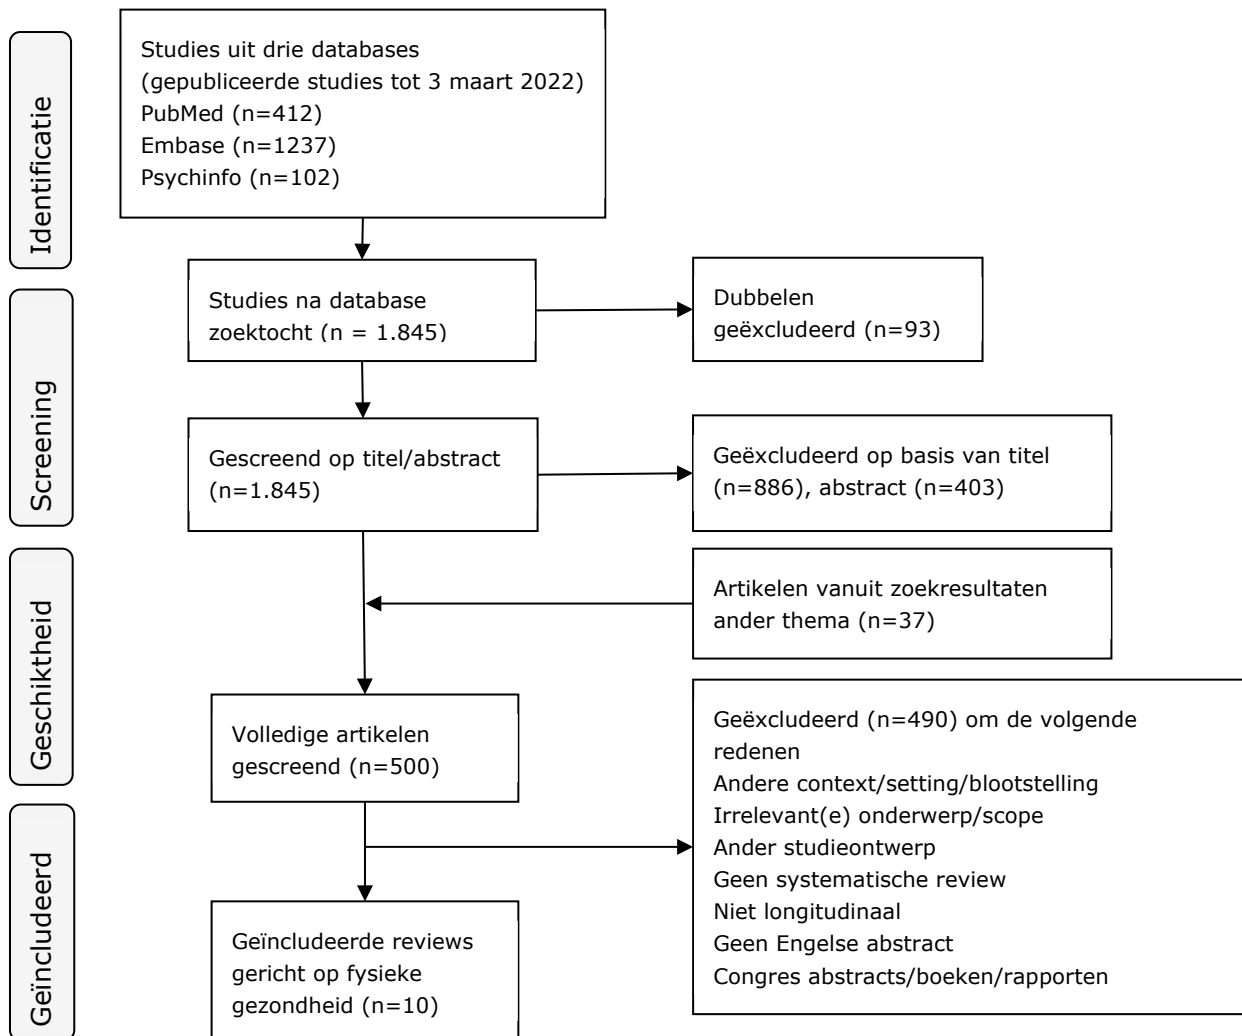 Identificatie
Studies uit drie databases
(gepubliceerde studies tot 3 maart 2022)
PubMed (n=412)
Embase (n=1237)
Psychinfo (n=102)
Screening
Studies na database
zoektocht (n = 1.845)
Dubbelen
geëxcludeerd (n=93)
Gescreend op titel/abstract
(n=1.845)
Geëxcludeerd op basis van titel
(n=886), abstract (n=403)
Geschiktheid
Artikelen vanuit zoekresultaten
ander thema (n=37)
Volledige artikelen
gescreend (n=500)
Geëxcludeerd (n=490) om de volgende
redenen
Andere context/setting/blootstelling
Irrelevant(e) onderwerp/scope
Ander studieontwerp
Geen systematische review
Niet longitudinaal
Geen Engelse abstract
Congres abstracts/boeken/rapporten
Geïncludeerd
Geïncludeerde reviews
gericht op fysieke
gezondheid (n=10)